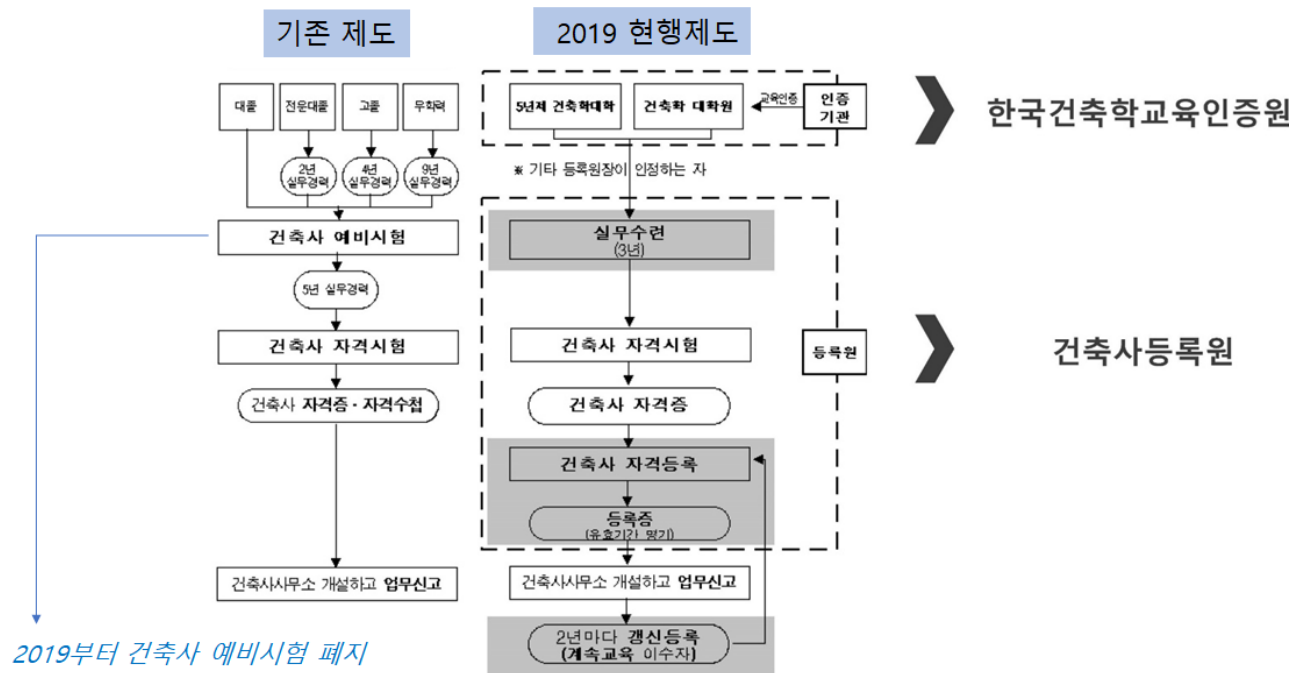 기존 제도
2019 현행제도
대졸
전문대졸
고졸
무학력
2년
실무경력
4년
실무경력
9년
실무경력
건축사 예비시험
5년 실무경력
건축사 자격시험
건축사 자격증 · 자격수첩
건축사사무소 개설하고 업무신고
2019부터 건축사 예비시험 폐지
5년제 건축학대학
건축학 대학원
교육인증
인증
기관
※ 기타 등록원장이 인정하는 자
실무수련
(3년)
건축사 자격시험
등록원
건축사 자격증
건축사 자격등록
등록증
(유효기간 명기)
건축사사무소 개설하고 업무신고
2년마다 갱신등록
(계속교육 이수자)
한국건축학교육인증원
건축사등록원